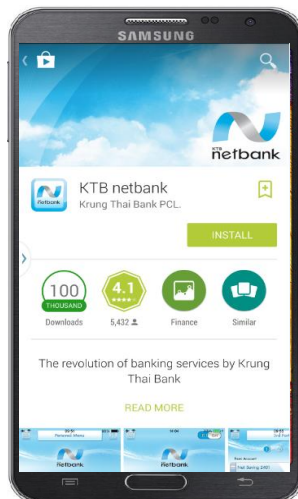 SAMSUNG
KTB
netbank
netbank
KTB netbank
Krung Thai Bank PCL.
INSTALL
100
THOUSAND
4.1
Downloads
5,432
Finance
Similar
The revolution of banking services by Krung
Thai Bank
READ MORE
netbank
netbank